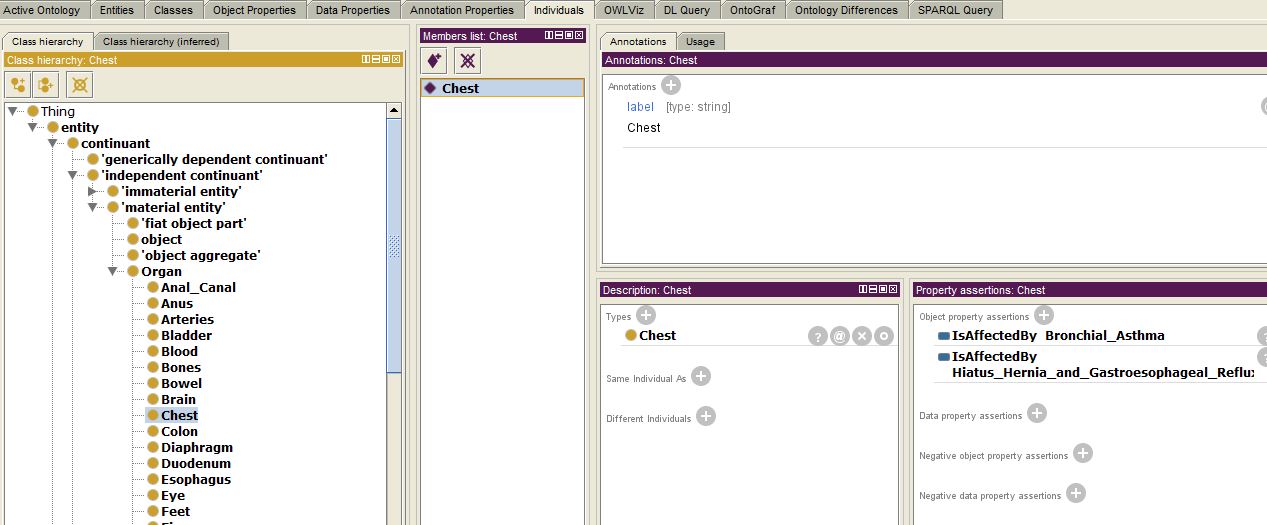 Active Ontology Entities Classes Object Properties Data Properties Annotation Properties Individuals OWLViz DL Query OntoGraf Ontology Differences SPARQL Query
Class hierarchy Class hierarchy (inferred)
Class hierarchy: Chest
Thing
entity
continuant
'generically dependent continuant'
'independent continuant'
'immaterial entity'
'material entity'
'fiat object part'
object
'object aggregate'
Organ
Anal_Canal
Anus
Arteries
Bladder
Blood
Bones
Bowel
Brain
Chest
Colon
Diaphragm
Duodenum
Esophagus
Eye
Feet
Members list: Chest
Chest
Annotations Usage
Annotations: Chest
Annotations
label [type: string]
Chest
Description: Chest
Types
Chest
Same Individual As
Different Individuals
Property assertions: Chest
Object property assertions
IsAffectedBy Bronchial_Asthma
IsAffectedBy
Hiatus_Hernia_and_Gastroesophageal_Reflux
Data property assertions
Negative object property assertions
Negative data property assertions